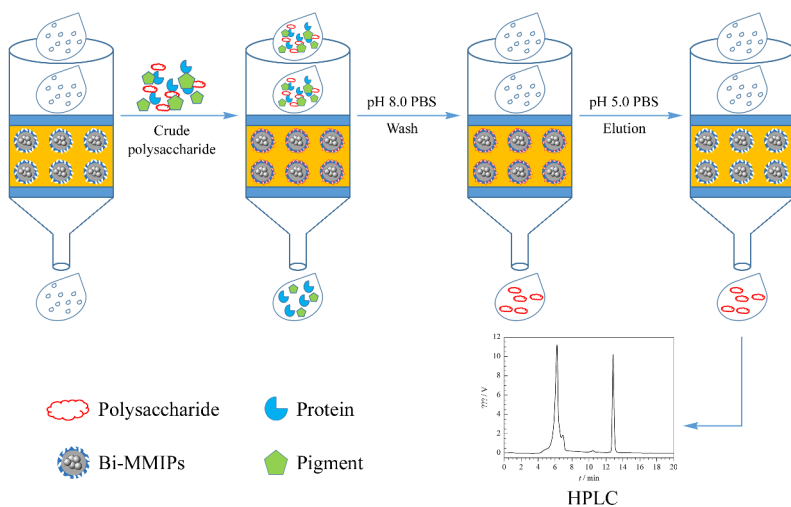 Crude
polysaccharide
pH 8.0 PBS
Wash
pH 5.0 PBS
Elution
Polysaccharide
Protein
Bi-MMIPs
Pigment
12
10
8
6
4
2
0
??? / V
0 2 4 6 8 10 12 14 16 18 20
t / min
HPLC